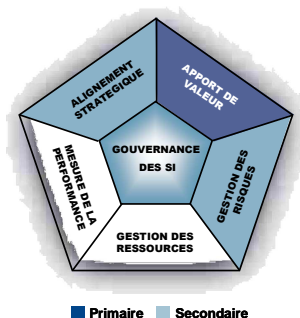 ALIGNEMENT
STRATEGIQUE
APPORT DE
VALEUR
GOUVERNANCE
DES SI
MESURE DE LA
PERFORMANCE
GESTION DES
RISQUES
GESTION DES
RESSOURCES
Primaire Secondaire